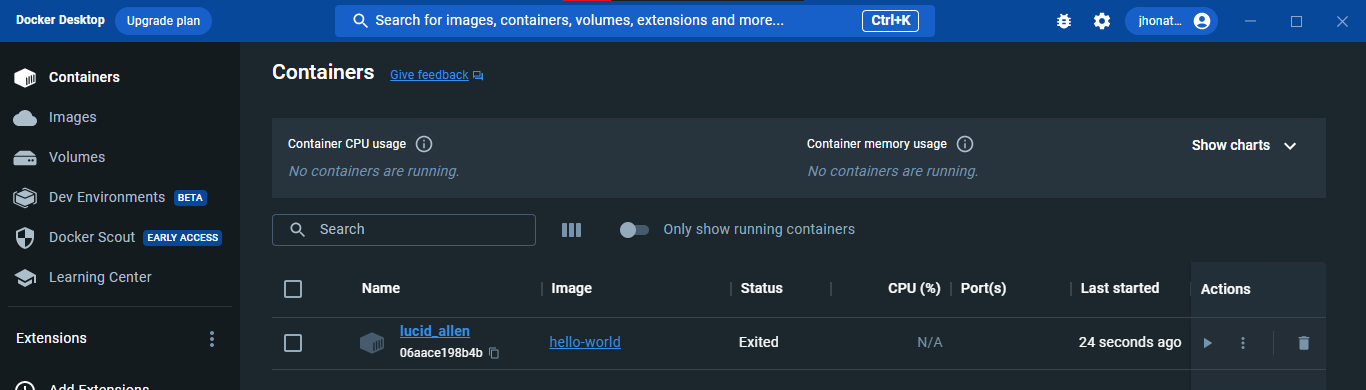 Docker Desktop Upgrade plan Search for images, containers, volumes, extensions and more... Ctrl+K jhonat...
Containers
Images
Volumes
Dev Environments BETA
Docker Scout EARLY ACCESS
Learning Center
Extensions
Add Extensions
Containers Give feedback
Container CPU usage
No containers are running.
Container memory usage
No containers are running.
Show charts
Search
Only show running containers
Name Image Status CPU (%) Port(s) Last started Actions
lucid_allen
06aace198b4b
hello-world Exited N/A 24 seconds ago